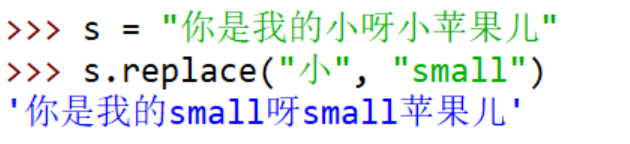 >>> s = "你是我的小呀小苹果儿"
>>> s.replace("小", "small")
'你是我的small呀small苹果儿'